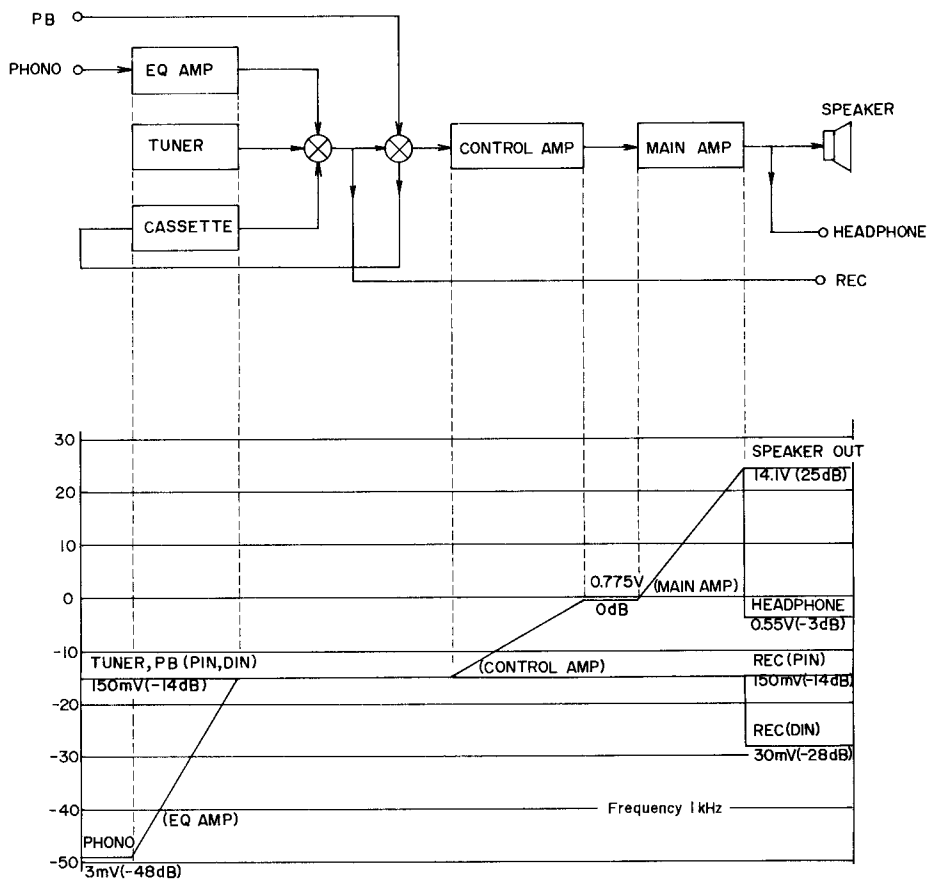 PB
PHONO
EQ AMP
SPEAKER
TUNER
CONTROL AMP
MAIN AMP
CASSETTE
HEADPHONE
REC
30
SPEAKER OUT
14.1V (25dB)
20
10
0.775V
(MAIN AMP)
0
0dB
HEADPHONE
0.55V(-3dB)
-10
TUNER, PB (PIN, DIN)
(CONTROL AMP)
REC (PIN)
150mV(-14dB)
150mV(-14dB)
-20
REC (DIN)
-30
30mV(-28dB)
-40
Frequency 1kHz
(EQ AMP)
PHONO
-50
3mV(-48dB)